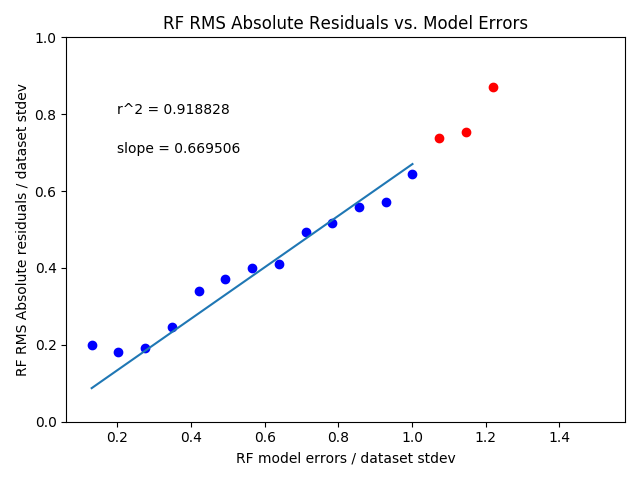 RF RMS Absolute Residuals vs. Model Errors
1.0
0.8
0.6
0.4
0.2
0.0
r^2 = 0.918828
slope = 0.669506
RF RMS Absolute residuals / dataset stdev
0.2 0.4 0.6 0.8 1.0 1.2 1.4
RF model errors / dataset stdev